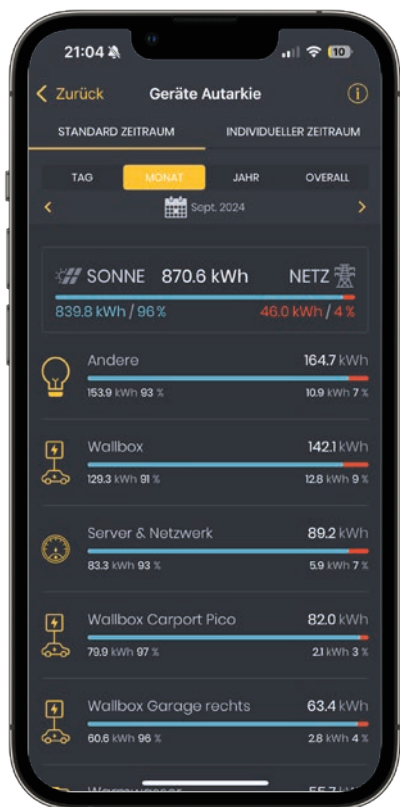 21:04 10
Zurück Geräte Autarkie
STANDARD ZEITRAUM INDIVIDUELLER ZEITRAUM
TAG MONAT JAHR OVERALL
Sept. 2024
SONNE 870.6 kWh NETZ
839.8 kWh / 96% 46.0 kWh / 4 %
Andere 164.7 kWh
153.9 kWh 93 % 10.9 kWh 7 %
Wallbox 142.1 kWh
129.3 kWh 91 % 12.8 kWh 9 %
Server & Netzwerk 89.2 kWh
83.3 kWh 93 % 5.9 kWh 7 %
Wallbox Carport Pico 82.0 kWh
79.9 kWh 97 % 2.1 kWh 3 %
Wallbox Garage rechts 63.4 kWh
60.6 kWh 96 % 2.8 kWh 4 %